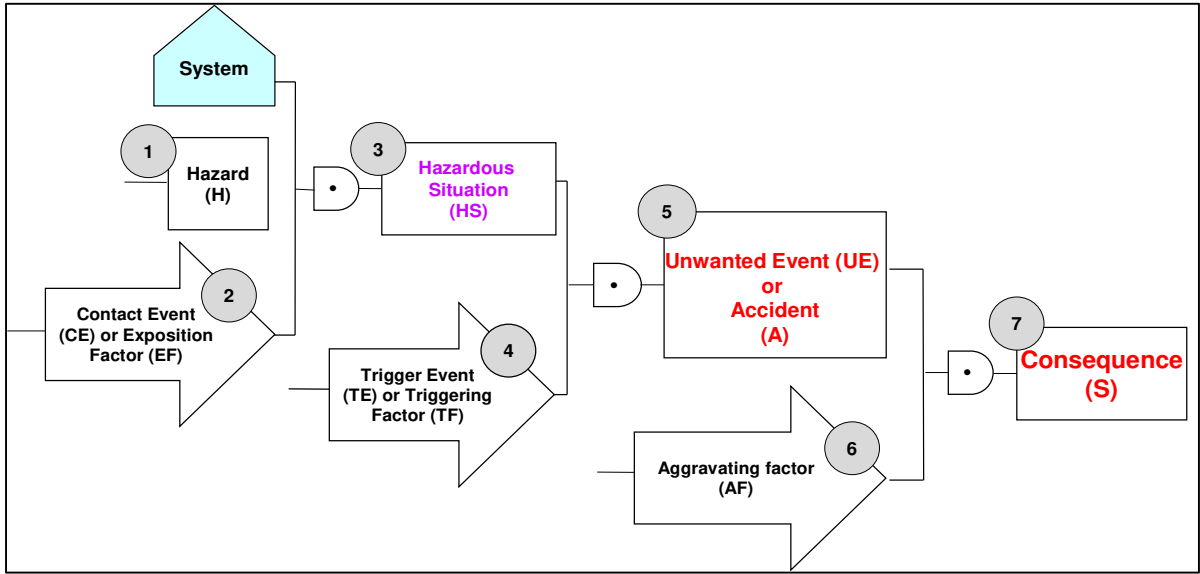 System
1
Hazard
(H)
2
Contact Event
(CE) or Exposition
Factor (EF)
3
Hazardous
Situation
(HS)
4
Trigger Event
(TE) or Triggering
Factor (TF)
5
Unwanted Event (UE)
or
Accident
(A)
6
Aggravating factor
(AF)
7
Consequence
(S)